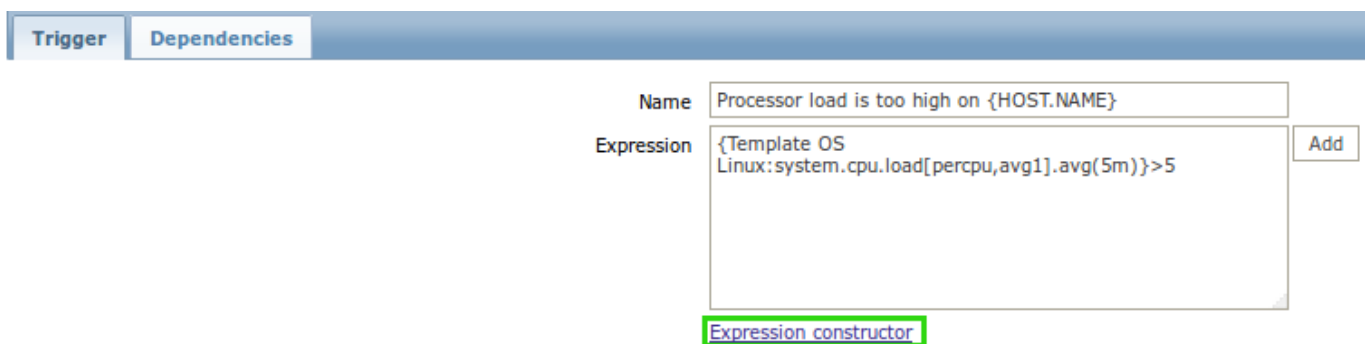 Trigger Dependencies
Name Processor load is too high on {HOST.NAME}
Expression {Template OS Add
Linux:system.cpu.load[percpu,avg1].avg(5m)}>5
Expression constructor